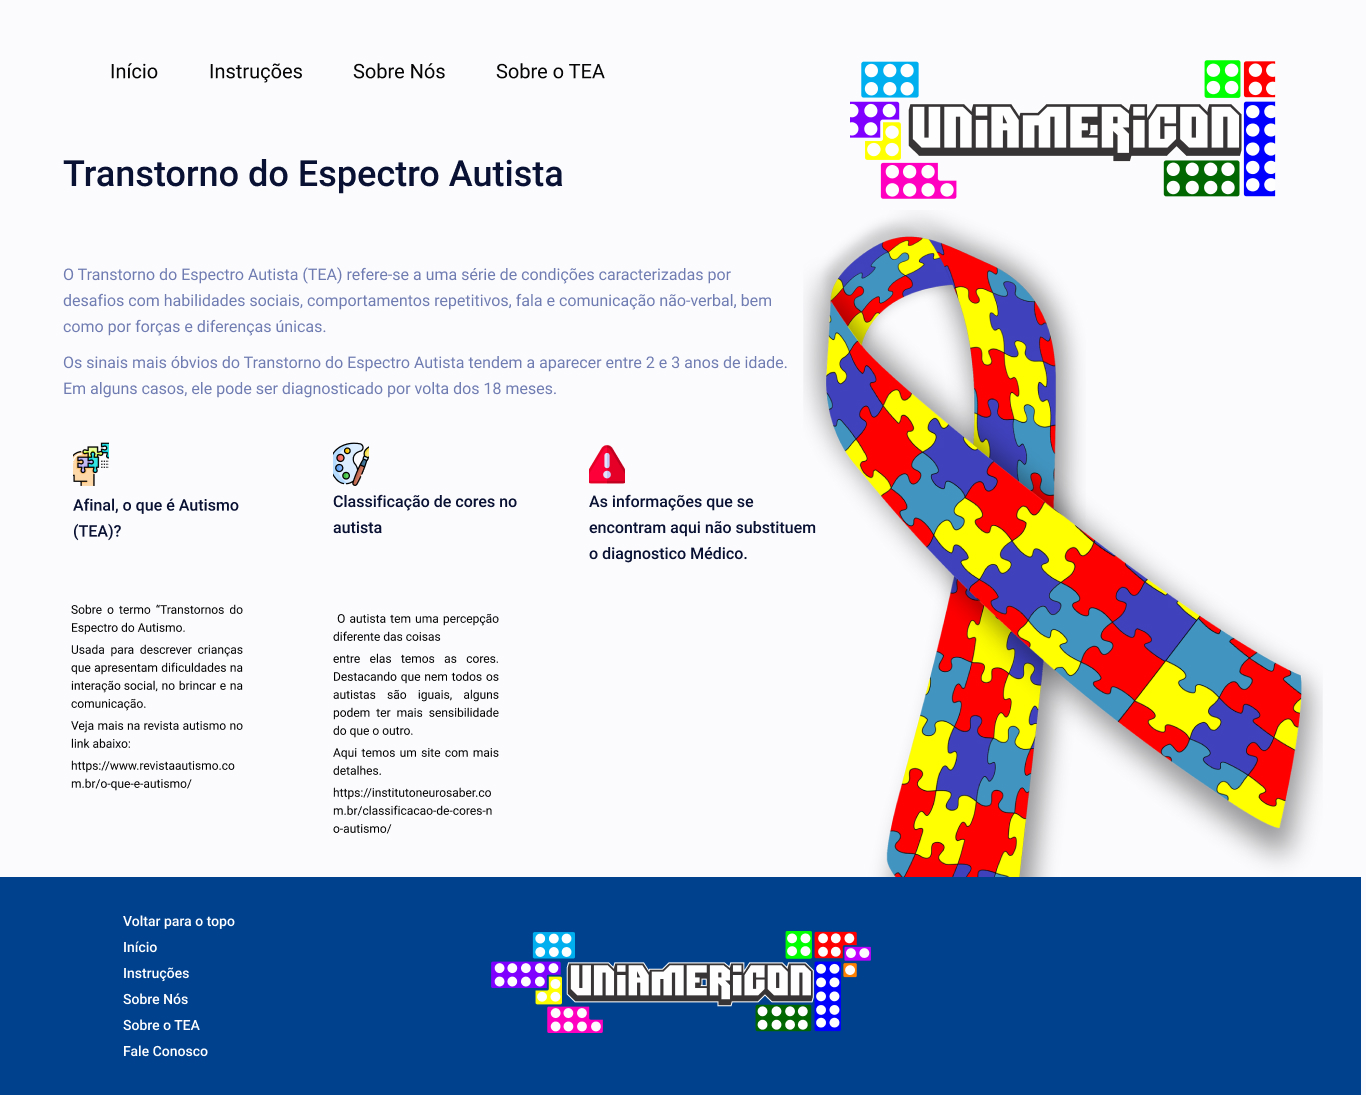 Início
Instruções
Sobre Nós
Sobre o TEA
UNIAMERICON
Transtorno do Espectro Autista
O Transtorno do Espectro Autista (TEA) refere-se a uma série de condições caracterizadas por
desafios com habilidades sociais, comportamentos repetitivos, fala e comunicação não-verbal, bem
como por forças e diferenças únicas.
Os sinais mais óbvios do Transtorno do Espectro Autista tendem a aparecer entre 2 e 3 anos de idade.
Em alguns casos, ele pode ser diagnosticado por volta dos 18 meses.
Afinal, o que é Autismo
(TEA)?
Sobre o termo “Transtornos do
Espectro do Autismo.
Usada para descrever crianças
que apresentam dificuldades na
interação social, no brincar e na
comunicação.
Veja mais na revista autismo no
link abaixo:
https://www.revistaautismo.co
m.br/o-que-e-autismo/
Classificação de cores no
autista
O autista tem uma percepção
diferente das coisas
entre elas temos as cores.
Destacando que nem todos os
autistas são iguais, alguns
podem ter mais sensibilidade
do que o outro.
Aqui temos um site com mais
detalhes.
https://institutoneurosaber.co
m.br/classificacao-de-cores-n
o-autismo/
As informações que se
encontram aqui não substituem
o diagnostico Médico.
Voltar para o topo
Início
Instruções
Sobre Nós
Sobre o TEA
Fale Conosco
UNIAMERICON